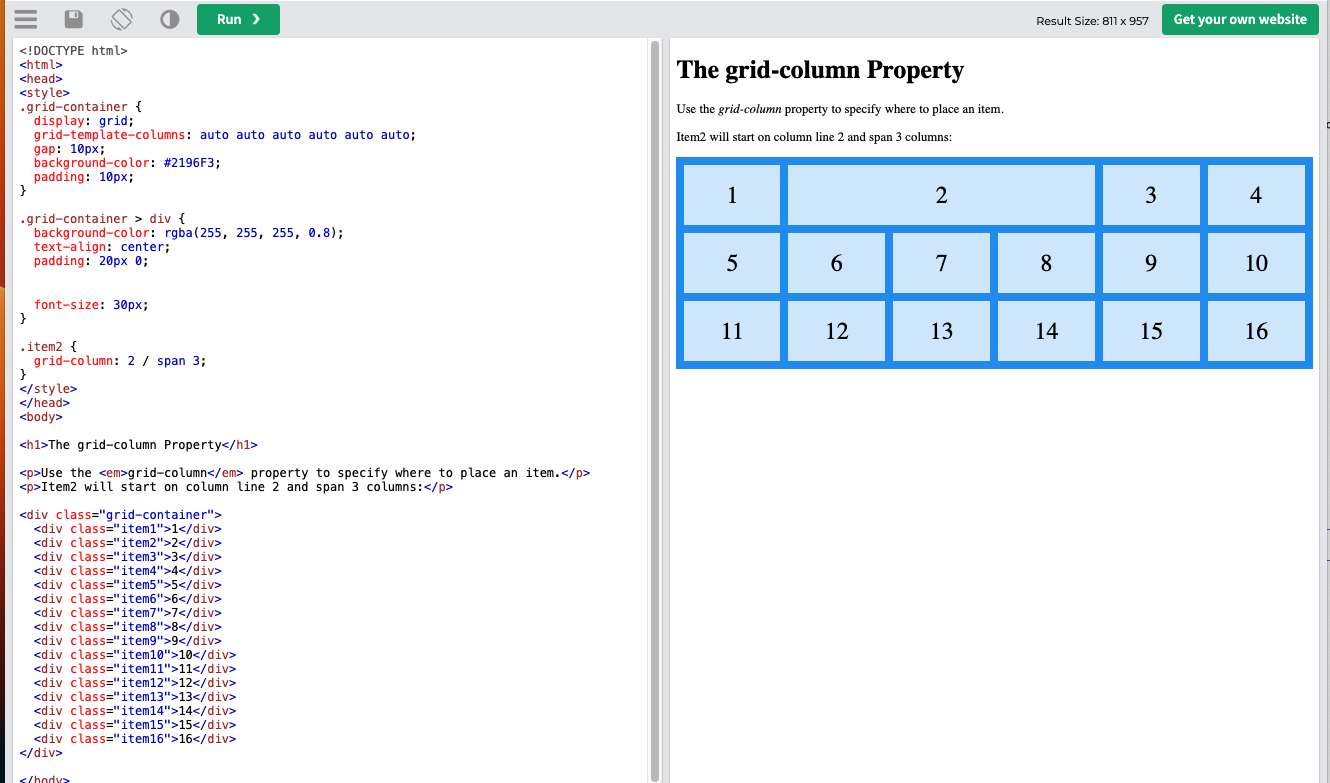 Run ❯
Result Size: 811 x 957
Get your own website
<!DOCTYPE html>
<html>
<head>
<style>
.grid-container {
  display: grid;
  grid-template-columns: auto auto auto auto auto auto;
  gap: 10px;
  background-color: #2196F3;
  padding: 10px;
}
.grid-container > div {
  background-color: rgba(255, 255, 255, 0.8);
  text-align: center;
  padding: 20px 0;
  font-size: 30px;
}
.item2 {
  grid-column: 2 / span 3;
}
</style>
</head>
<body>
<h1>The grid-column Property</h1>
<p>Use the <em>grid-column</em> property to specify where to place an item.</p>
<p>Item2 will start on column line 2 and span 3 columns:</p>
<div class="grid-container">
  <div class="item1">1</div>
  <div class="item2">2</div>
  <div class="item3">3</div>
  <div class="item4">4</div>
  <div class="item5">5</div>
  <div class="item6">6</div>
  <div class="item7">7</div>
  <div class="item8">8</div>
  <div class="item9">9</div>
  <div class="item10">10</div>
  <div class="item11">11</div>
  <div class="item12">12</div>
  <div class="item13">13</div>
  <div class="item14">14</div>
  <div class="item15">15</div>
  <div class="item16">16</div>
</div>
</body>
The grid-column Property
Use the grid-column property to specify where to place an item.
Item2 will start on column line 2 and span 3 columns:
1 2 3 4
5 6 7 8 9 10
11 12 13 14 15 16